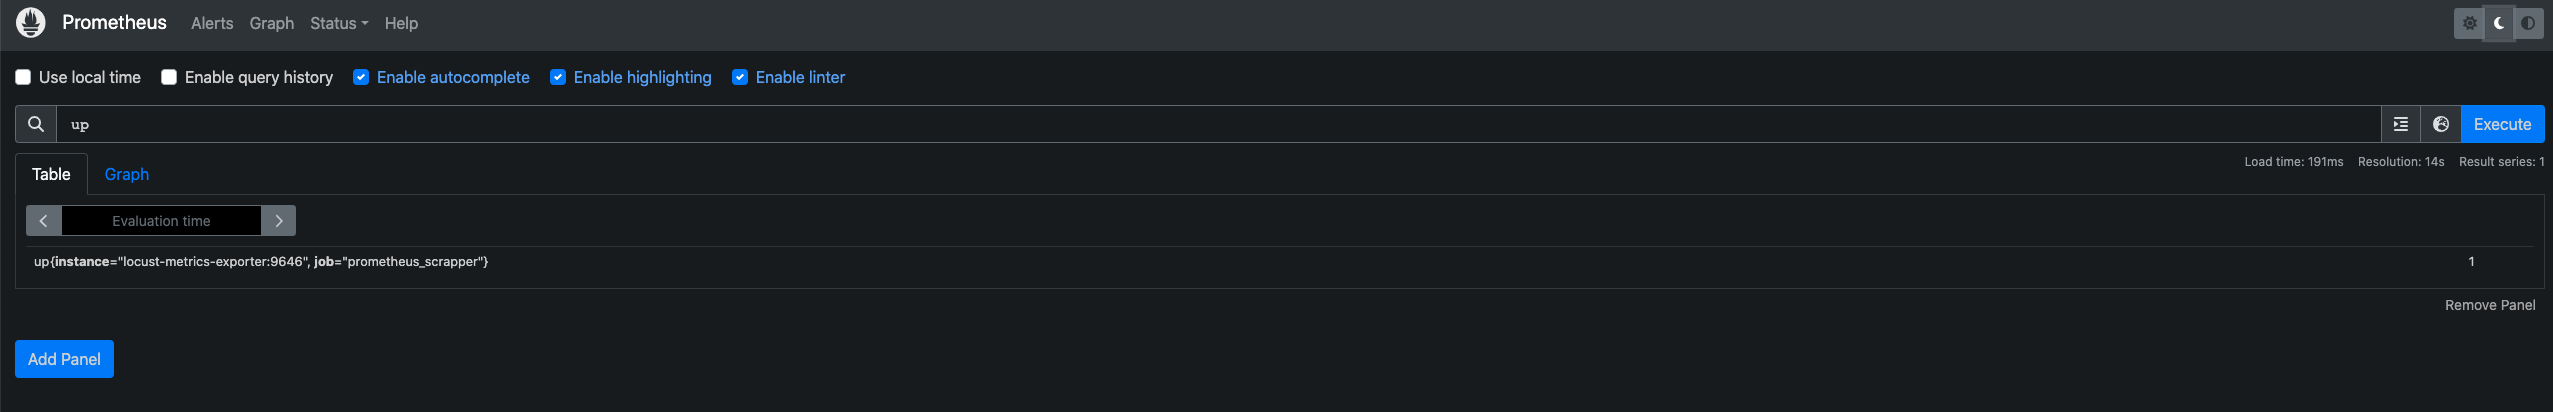 Prometheus Alerts Graph Status Help
Use local time Enable query history Enable autocomplete Enable highlighting Enable linter
up Execute
Table Graph Load time: 191ms Resolution: 14s Result series: 1
Evaluation time
up{instance="locust-metrics-exporter:9646", job="prometheus_scrapper"} 1
Remove Panel
Add Panel